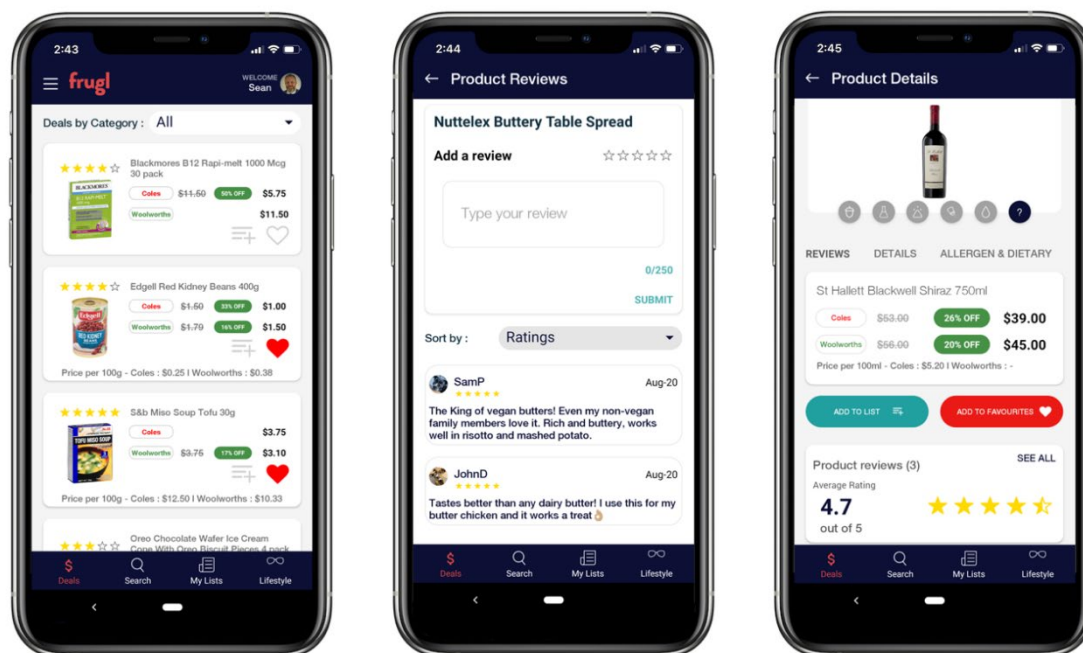 2:43
frugl
WELCOME
Sean
Deals by Category : All
Blackmores B12 Rapi-melt 1000 Mcg
30 pack
BLACKMORES
Coles $11.50 50% OFF $5.75
Woolworths $11.50
Edgell Red Kidney Beans 400g
Edgell
RED KIDNEY
BEANS
Coles $1.50 33% OFF $1.00
Woolworths $1.79 16% OFF $1.50
Price per 100g - Coles : $0.25 I Woolworths : $0.38
S&b Miso Soup Tofu 30g
TOFU MISO SOUP
Coles $3.75
Woolworths $3.75 17% OFF $3.10
Price per 100g - Coles : $12.50 I Woolworths : $10.33
Oreo Chocolate Wafer Ice Cream
Cone With Oreo Biscuit Pieces 4 pack
Deals Search My Lists Lifestyle
2:44
Product Reviews
Nuttelex Buttery Table Spread
Add a review
Type your review
0/250
SUBMIT
Sort by : Ratings
SamP Aug-20
The King of vegan butters! Even my non-vegan
family members love it. Rich and buttery, works
well in risotto and mashed potato.
JohnD Aug-20
Tastes better than any dairy butter! I use this for my
butter chicken and it works a treat👌🏼
Deals Search My Lists Lifestyle
2:45
Product Details
?
REVIEWS DETAILS ALLERGEN & DIETARY
St Hallett Blackwell Shiraz 750ml
Coles $53.00 26% OFF $39.00
Woolworths $56.00 20% OFF $45.00
Price per 100ml - Coles : $5.20 I Woolworths : -
ADD TO LIST ADD TO FAVOURITES
Product reviews (3) SEE ALL
Average Rating
4.7
out of 5
Deals Search My Lists Lifestyle